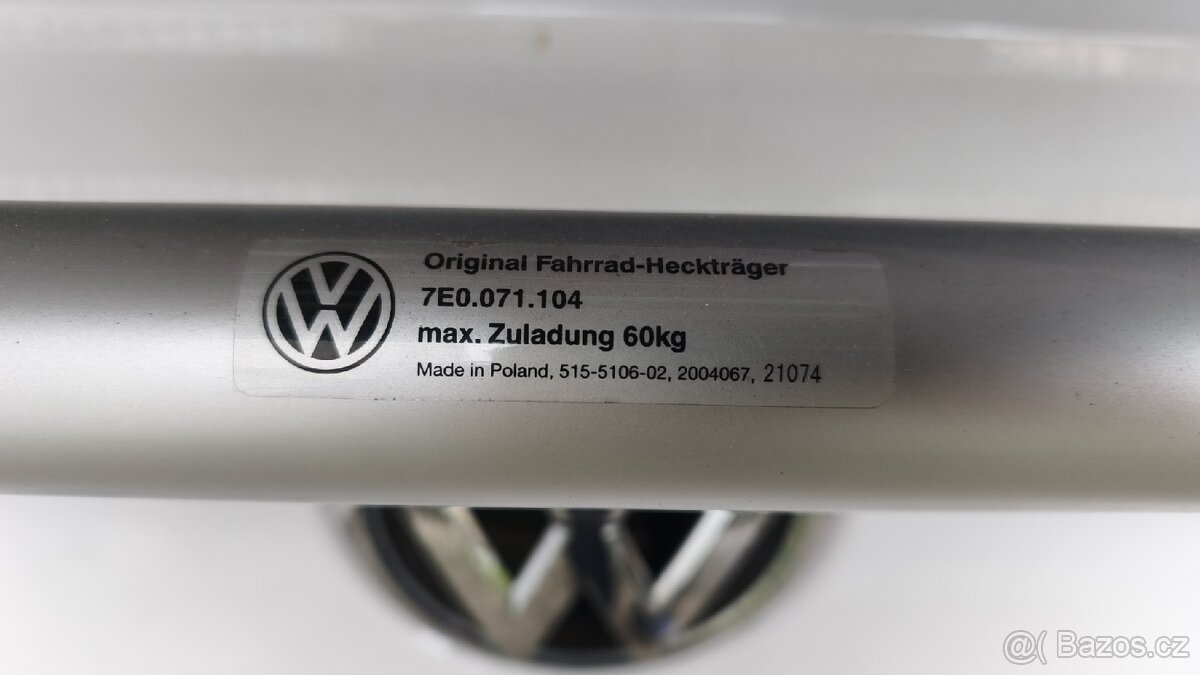 Original Fahrrad-Heckträger
7E0.071.104
max. Zuladung 60kg
Made in Poland, 515-5106-02, 2004067, 21074
@( Bazos.cz